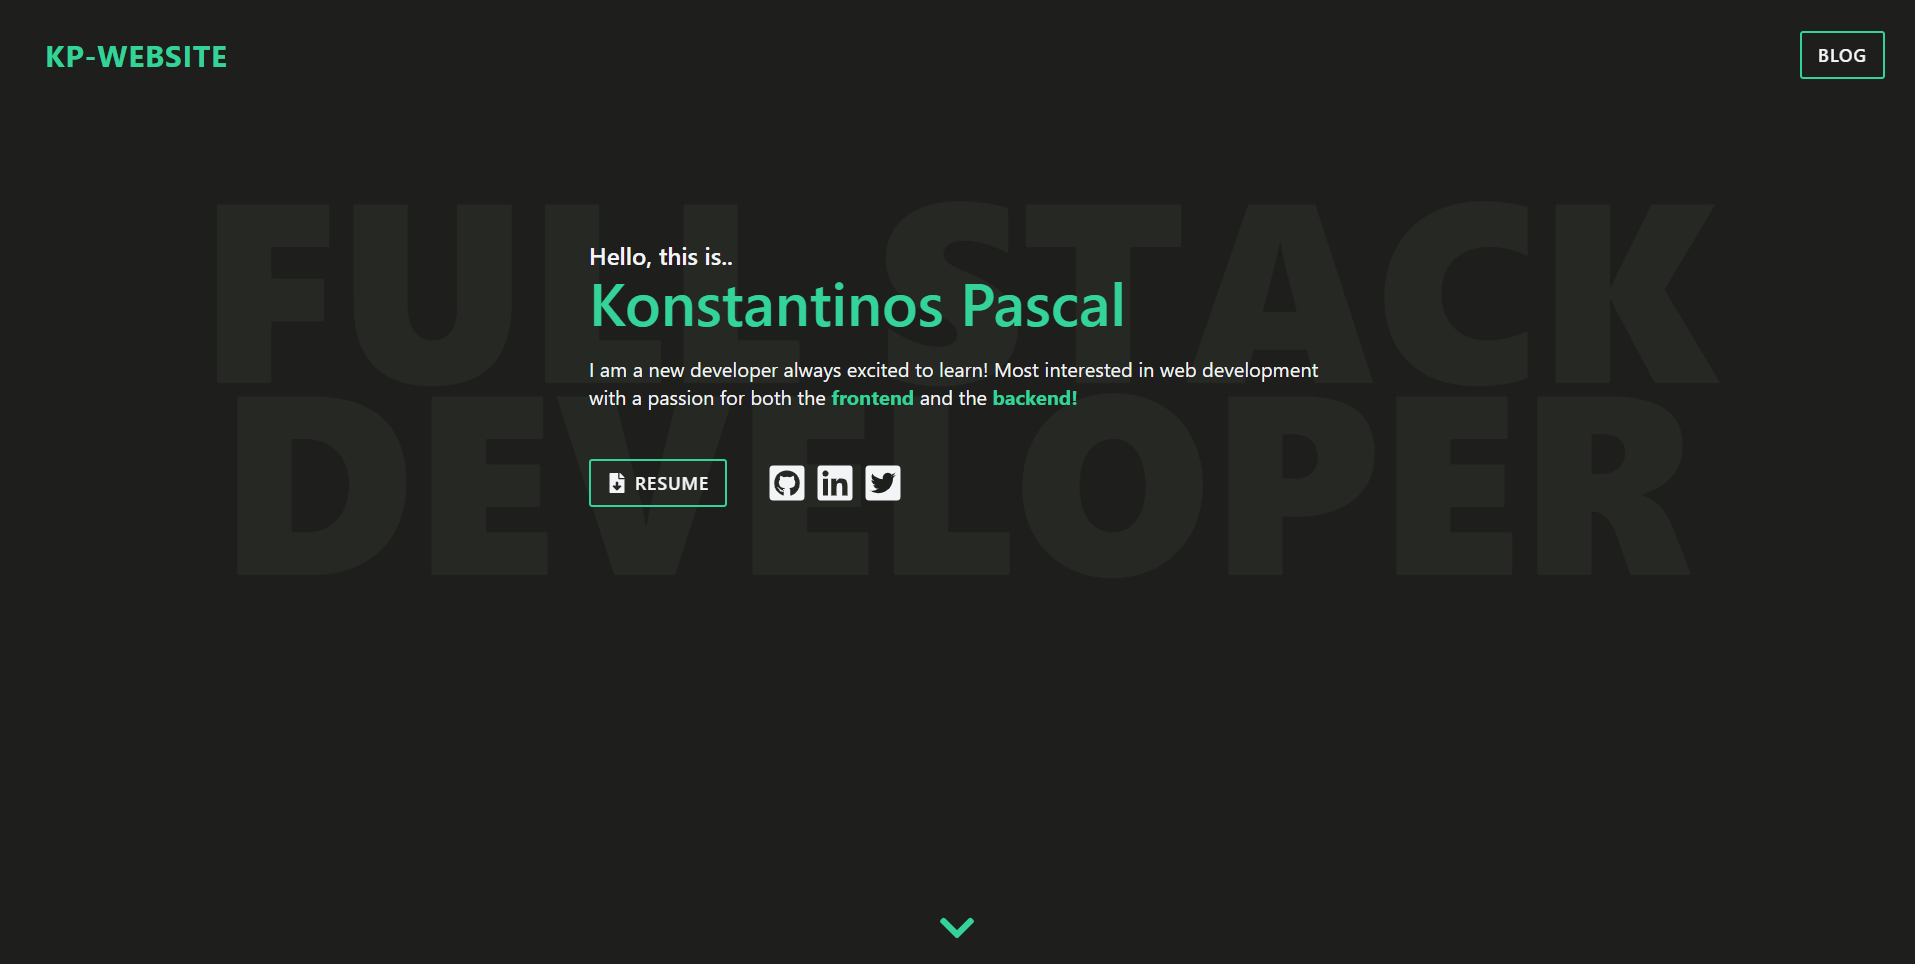 KP-WEBSITE
BLOG
FULL STACK
DEVELOPER
Hello, this is..
Konstantinos Pascal
I am a new developer always excited to learn! Most interested in web development
with a passion for both the frontend and the backend!
RESUME
in